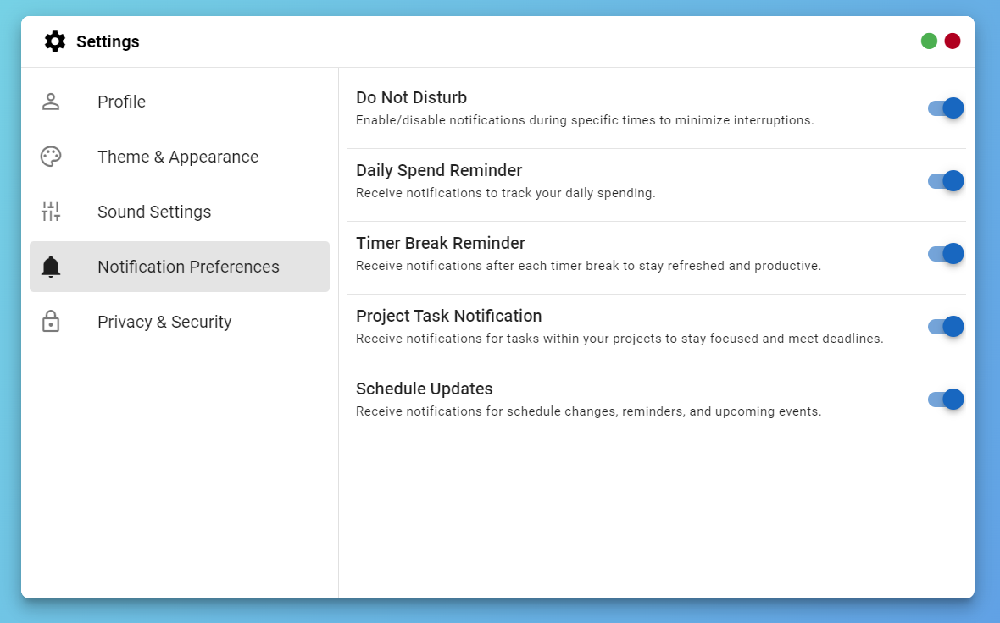 Settings
Profile
Theme & Appearance
Sound Settings
Notification Preferences
Privacy & Security
Do Not Disturb
Enable/disable notifications during specific times to minimize interruptions.
Daily Spend Reminder
Receive notifications to track your daily spending.
Timer Break Reminder
Receive notifications after each timer break to stay refreshed and productive.
Project Task Notification
Receive notifications for tasks within your projects to stay focused and meet deadlines.
Schedule Updates
Receive notifications for schedule changes, reminders, and upcoming events.